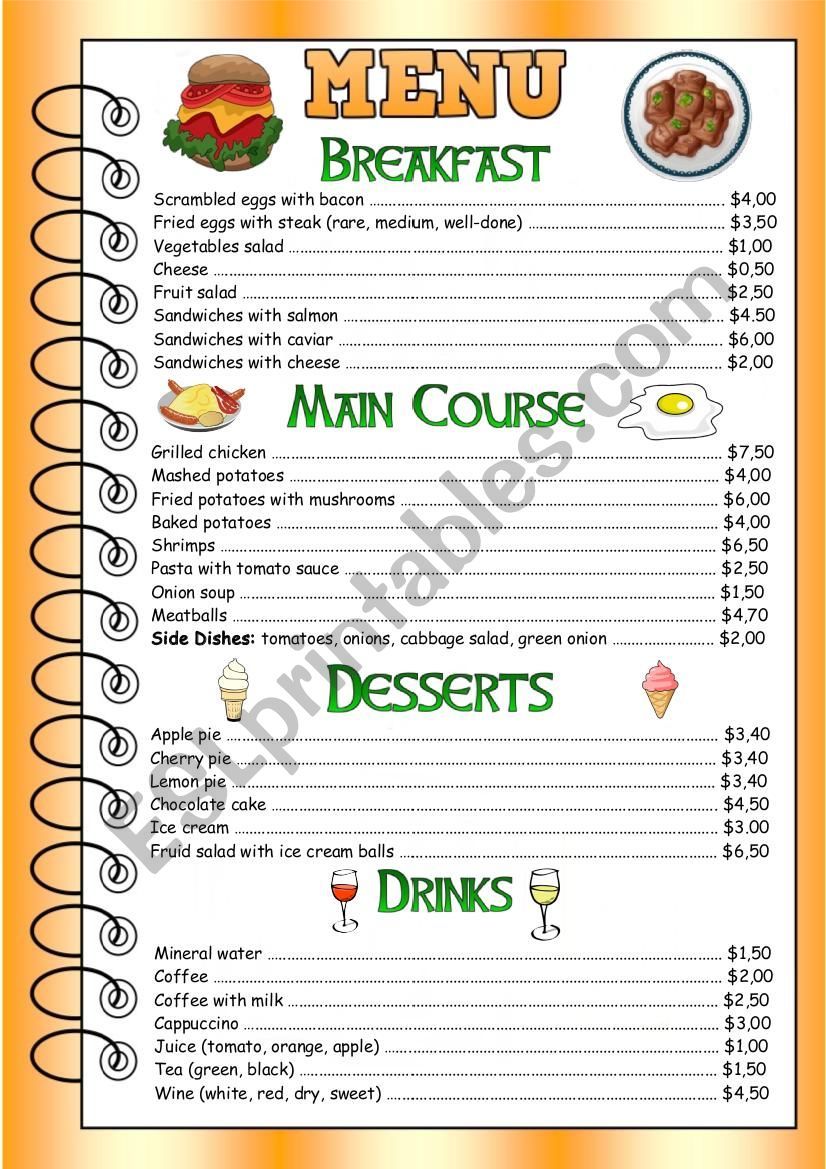 MENU
BREAKFAST
Scrambled eggs with bacon ........ $4,00
Fried eggs with steak (rare, medium, well-done) ........ $3,50
Vegetables salad ........ $1,00
Cheese ........ $0,50
Fruit salad ........ $2,50
Sandwiches with salmon ........ $4.50
Sandwiches with caviar ........ $6,00
Sandwiches with cheese ........ $2,00
MAIN COURSE
Grilled chicken ........ $7,50
Mashed potatoes ........ $4,00
Fried potatoes with mushrooms ........ $6,00
Baked potatoes ........ $4,00
Shrimps ........ $6,50
Pasta with tomato sauce ........ $2,50
Onion soup ........ $1,50
Meatballs ........ $4,70
Side Dishes: tomatoes, onions, cabbage salad, green onion ........ $2,00
DESSERTS
Apple pie ........ $3,40
Cherry pie ........ $3,40
Lemon pie ........ $3,40
Chocolate cake ........ $4,50
Ice cream ........ $3.00
Fruid salad with ice cream balls ........ $6,50
DRINKS
Mineral water ........ $1,50
Coffee ........ $2,00
Coffee with milk ........ $2,50
Cappuccino ........ $3,00
Juice (tomato, orange, apple) ........ $1,00
Tea (green, black) ........ $1,50
Wine (white, red, dry, sweet) ........ $4,50
ESLprintables.com